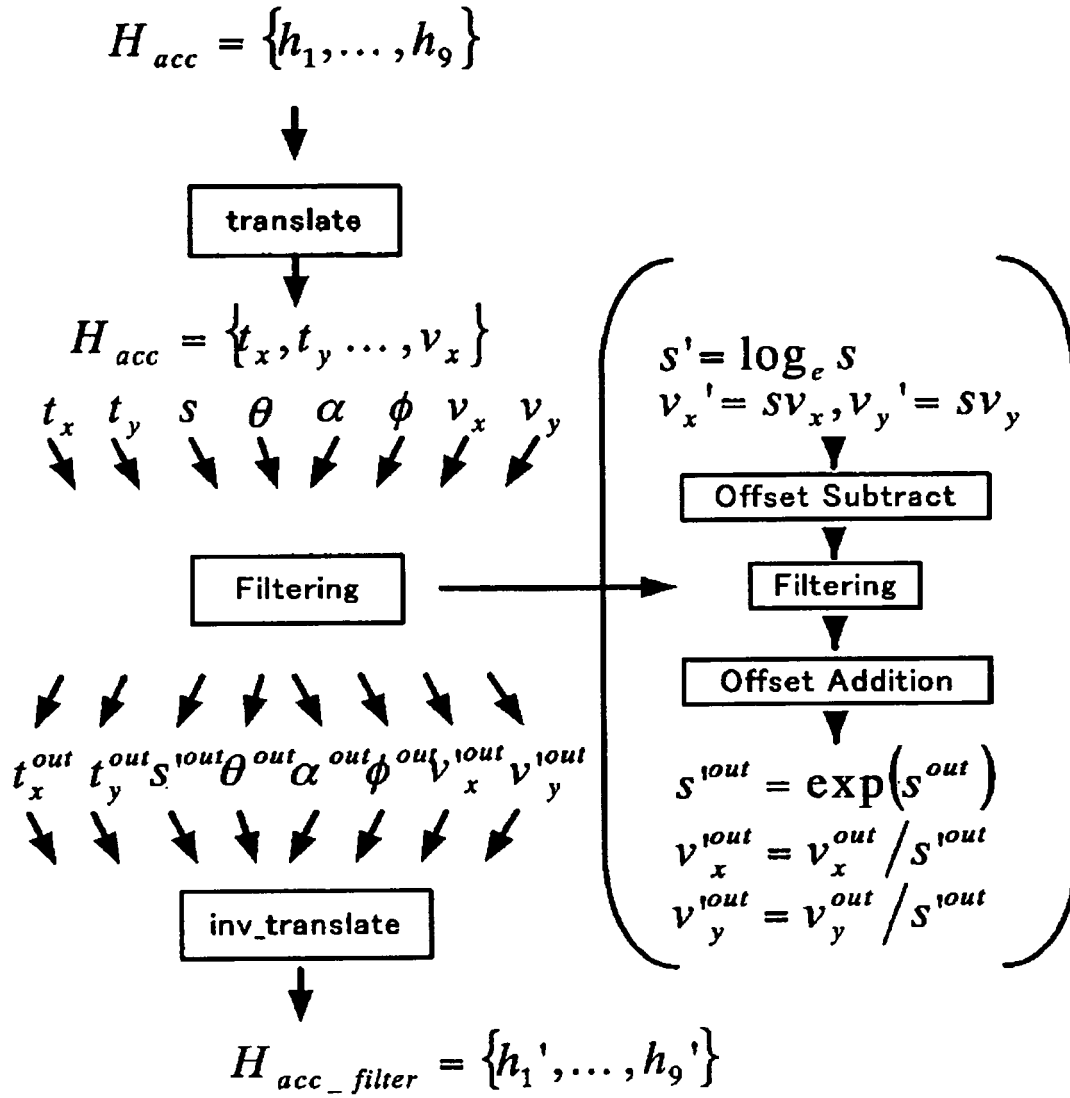 H_acc = {h_1,...,h_9}
translate
H_acc = {t_x, t_y ..., v_x}
t_x t_y s θ α ϕ v_x v_y
Filtering
t_x^out t_y^out s'^out θ^out α^out ϕ^out v'_x^out v'_y^out
inv_translate
H_acc_filter = {h_1',...,h_9'}
s' = log_e s
v_x' = sv_x, v_y' = sv_y
Offset Subtract
Filtering
Offset Addition
s'^out = exp(s^out)
v'_x^out = v_x^out / s'^out
v'_y^out = v_y^out / s'^out